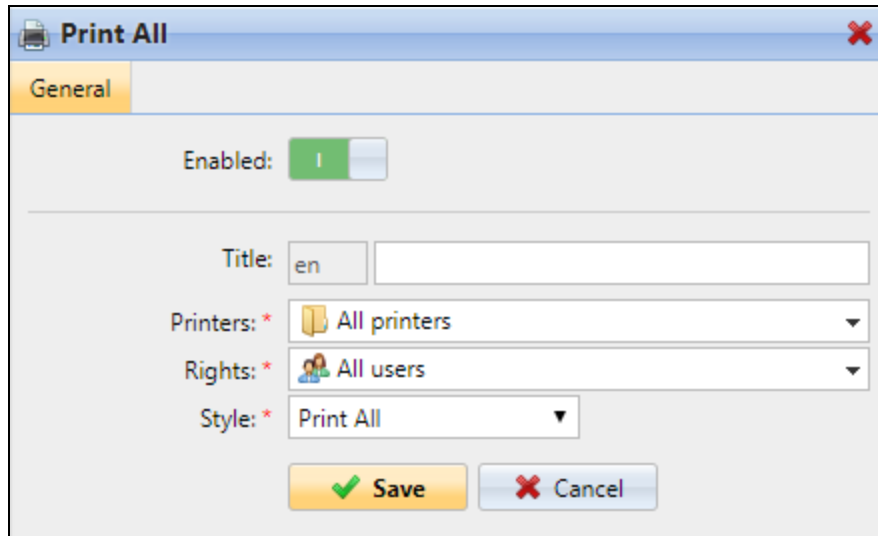 Print All
General
Enabled: I
Title: en
Printers: * All printers
Rights: * All users
Style: * Print All
Save Cancel